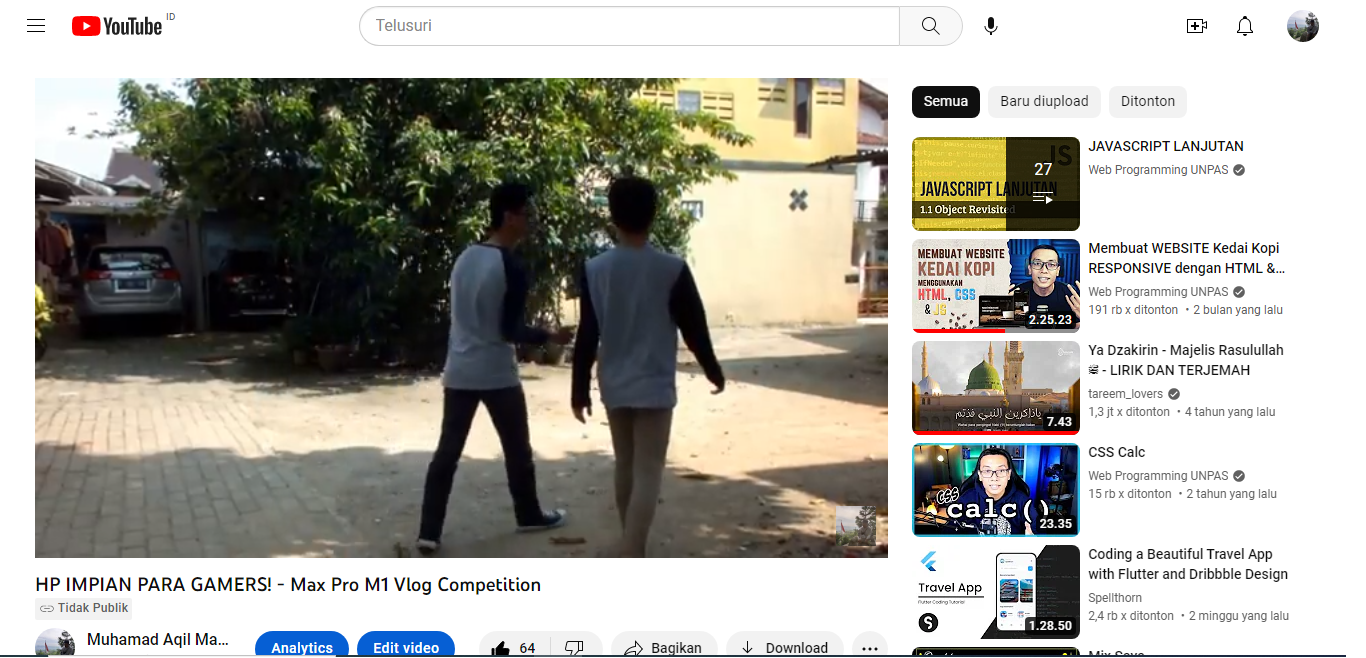 YouTube ID
Telusuri
Semua
Baru diupload
Ditonton
JAVASCRIPT LANJUTAN
1.1 Object Revisited
27
JS
JAVASCRIPT LANJUTAN
Web Programming UNPAS
MEMBUAT WEBSITE
KEDAI KOPI
MENGGUNAKAN
HTML, CSS
& JS
2.25.23
Membuat WEBSITE Kedai Kopi
RESPONSIVE dengan HTML &...
Web Programming UNPAS
191 rb x ditonton • 2 bulan yang lalu
7.43
Ya Dzakirin - Majelis Rasulullah
ﷺ - LIRIK DAN TERJEMAH
tareem_lovers
1,3 jt x ditonton • 4 tahun yang lalu
CSS
calc()
23.35
CSS Calc
Web Programming UNPAS
15 rb x ditonton • 2 tahun yang lalu
Travel App
Flutter Coding Tutorial
1.28.50
Coding a Beautiful Travel App
with Flutter and Dribbble Design
Spellthorn
2,4 rb x ditonton • 2 minggu yang lalu
HP IMPIAN PARA GAMERS! - Max Pro M1 Vlog Competition
Tidak Publik
Muhamad Aqil Ma...
Analytics
Edit video
64
Bagikan
Download